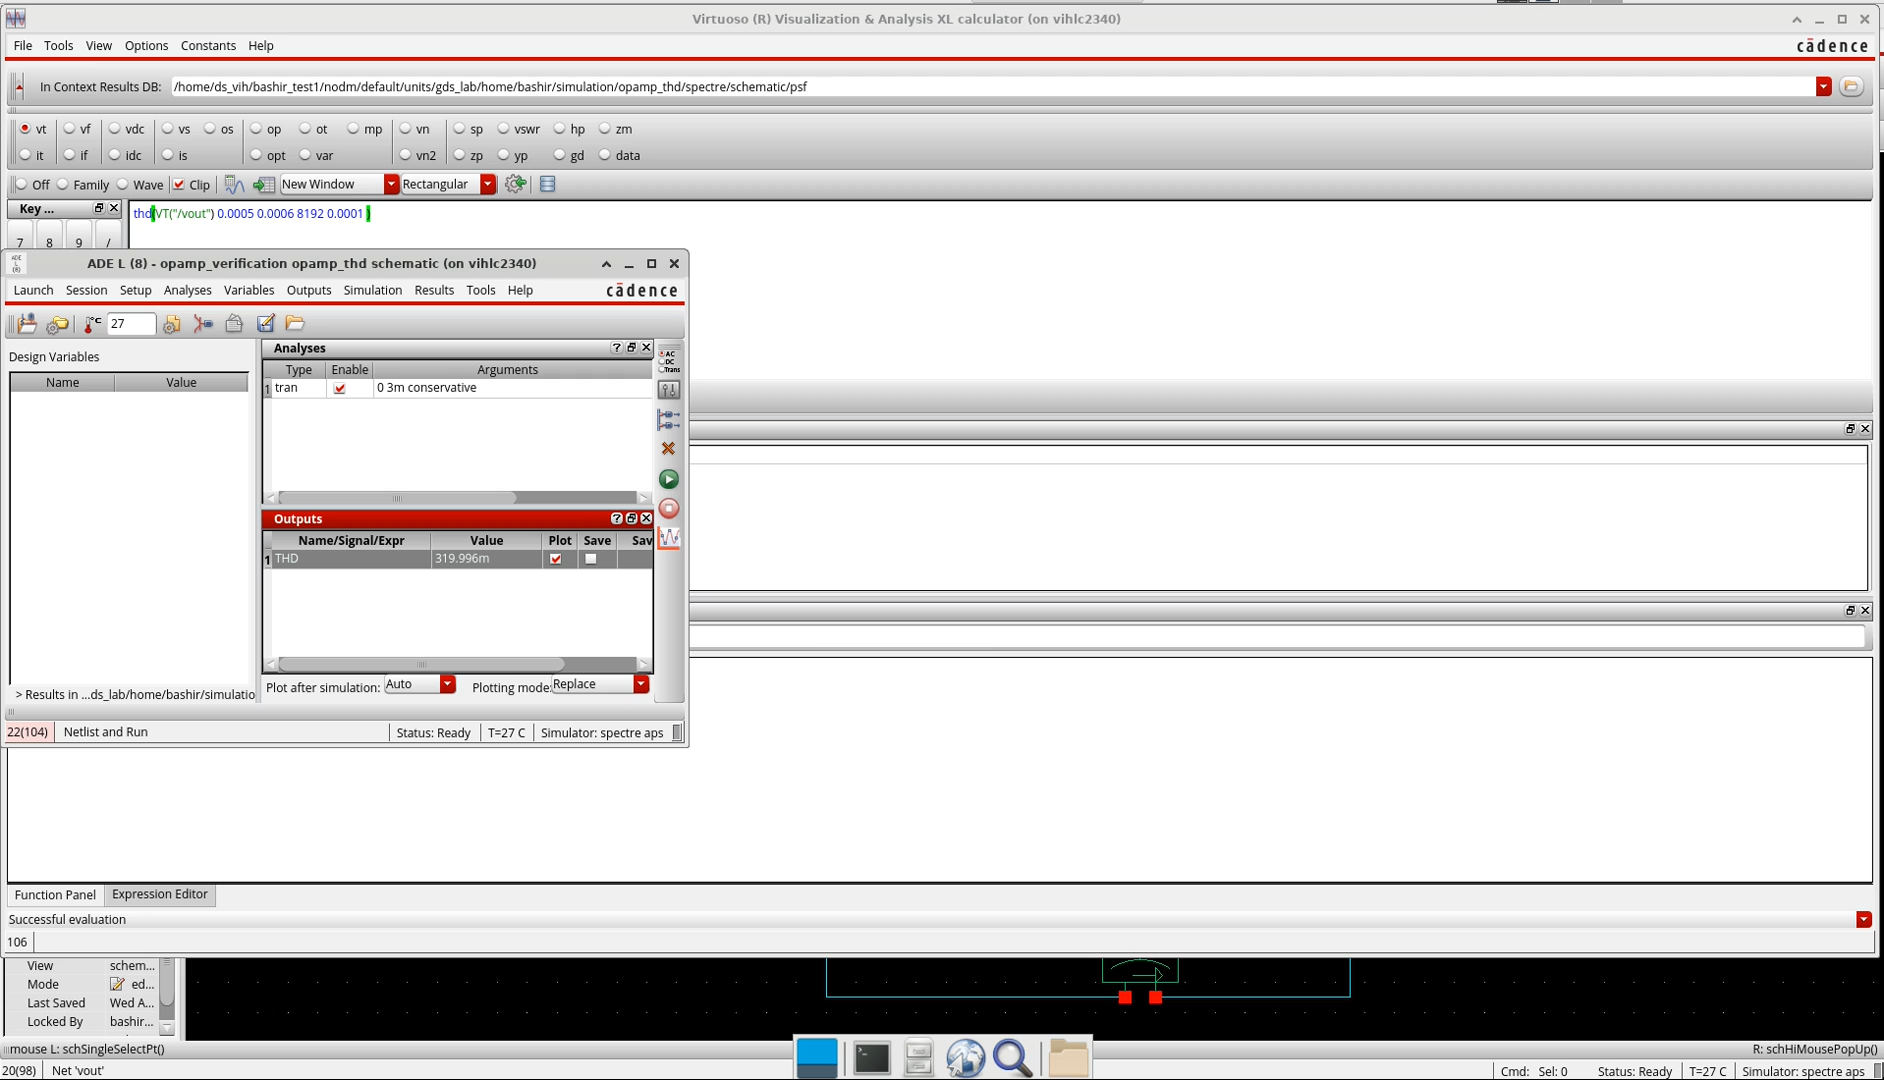 Virtuoso (R) Visualization & Analysis XL calculator (on vihlc2340)
File Tools View Options Constants Help
cādence
In Context Results DB: /home/ds_vih/bashir_test1/nodm/default/units/gds_lab/home/bashir/simulation/opamp_thd/spectre/schematic/psf
vt vf vdc vs os op ot mp vn sp vswr hp zm
it if idc is opt var vn2 zp yp gd data
Off Family Wave Clip New Window Rectangular
Key ...
thd(VT("/vout") 0.0005 0.0006 8192 0.0001 )
7 8 9 /
ADE L (8) - opamp_verification opamp_thd schematic (on vihlc2340)
Launch Session Setup Analyses Variables Outputs Simulation Results Tools Help
cādence
27
Design Variables
Name Value
Analyses
Type Enable Arguments
1 tran 0 3m conservative
AC
DC
Trans
Outputs
Name/Signal/Expr Value Plot Save Sav
1 THD 319.996m
> Results in ...ds_lab/home/bashir/simulatio
Plot after simulation: Auto Plotting mode: Replace
22(104) Netlist and Run Status: Ready T=27 C Simulator: spectre aps
Function Panel Expression Editor
Successful evaluation
106
View schem...
Mode ed...
Last Saved Wed A...
Locked By bashir...
mouse L: schSingleSelectPt() R: schHiMousePopUp()
20(98) Net 'vout' Cmd: Sel: 0 Status: Ready T=27 C Simulator: spectre aps